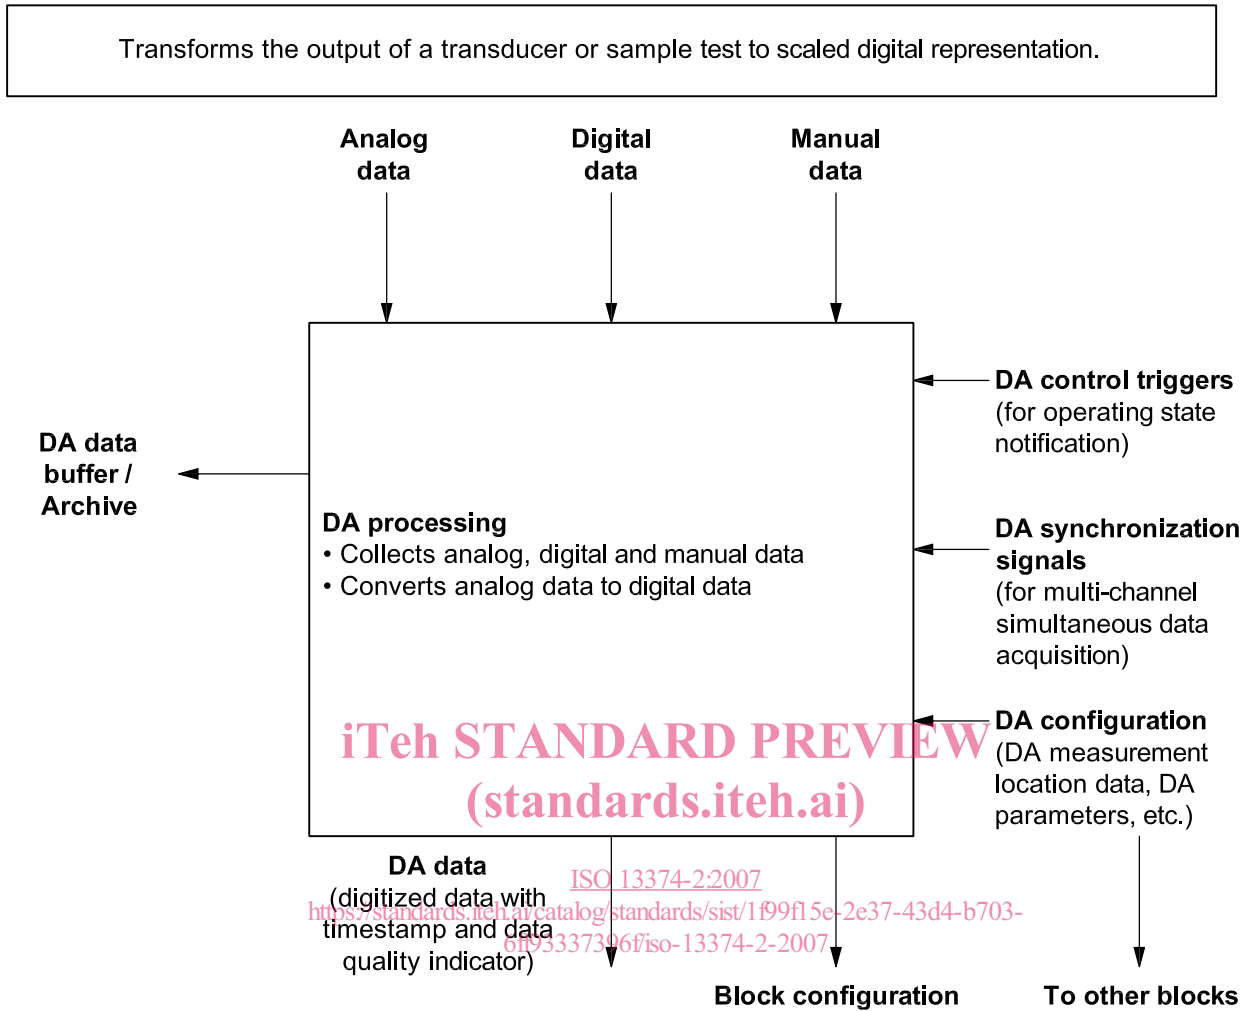 Transforms the output of a transducer or sample test to scaled digital representation.
Analog
data
Digital
data
Manual
data
DA control triggers
(for operating state
notification)
DA data
buffer /
Archive
DA processing
• Collects analog, digital and manual data
• Converts analog data to digital data
DA synchronization
signals
(for multi-channel
simultaneous data
acquisition)
DA configuration
(DA measurement
location data, DA
parameters, etc.)
iTeh STANDARD PREVIEW
(standards.iteh.ai)
DA data
(digitized data with
timestamp and data
quality indicator)
ISO 13374-2:2007
https://standards.iteh.ai/catalog/standards/sist/1f99f15e-2e37-43d4-b703-
6ff93337396f/iso-13374-2-2007
Block configuration
To other blocks